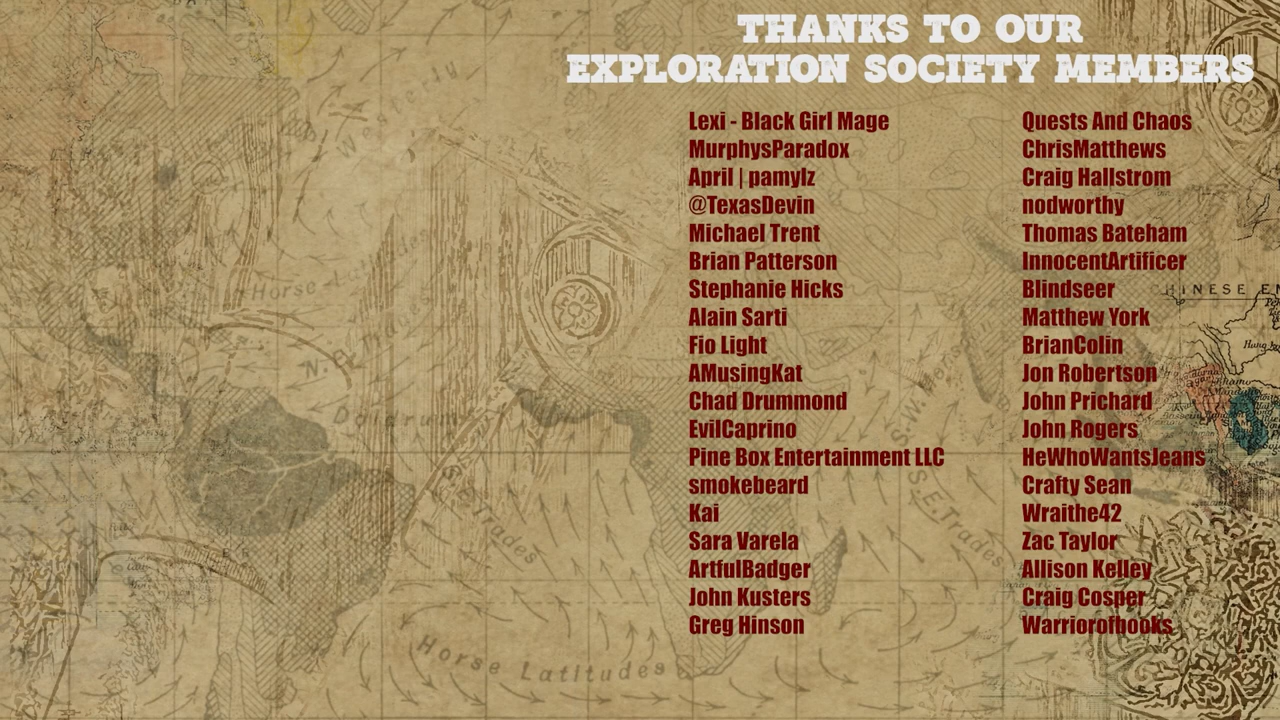 THANKS TO OUR
EXPLORATION SOCIETY MEMBERS
Lexi - Black Girl Mage
MurphysParadox
April | pamylz
@TexasDevin
Michael Trent
Brian Patterson
Stephanie Hicks
Alain Sarti
Fio Light
AMusingKat
Chad Drummond
EvilCaprino
Pine Box Entertainment LLC
smokebeard
Kai
Sara Varela
ArtfulBadger
John Kusters
Greg Hinson
Quests And Chaos
ChrisMatthews
Craig Hallstrom
nodworthy
Thomas Bateham
InnocentArtificer
Blindseer
Matthew York
BrianColin
Jon Robertson
John Prichard
John Rogers
HeWhoWantsJeans
Crafty Sean
Wraithe42
Zac Taylor
Allison Kelley
Craig Cosper
Warriorofbooks
Westerly
Horse
S.E. Trades
S.W.
S.E. Trades
Horse Latitudes
CHINESE